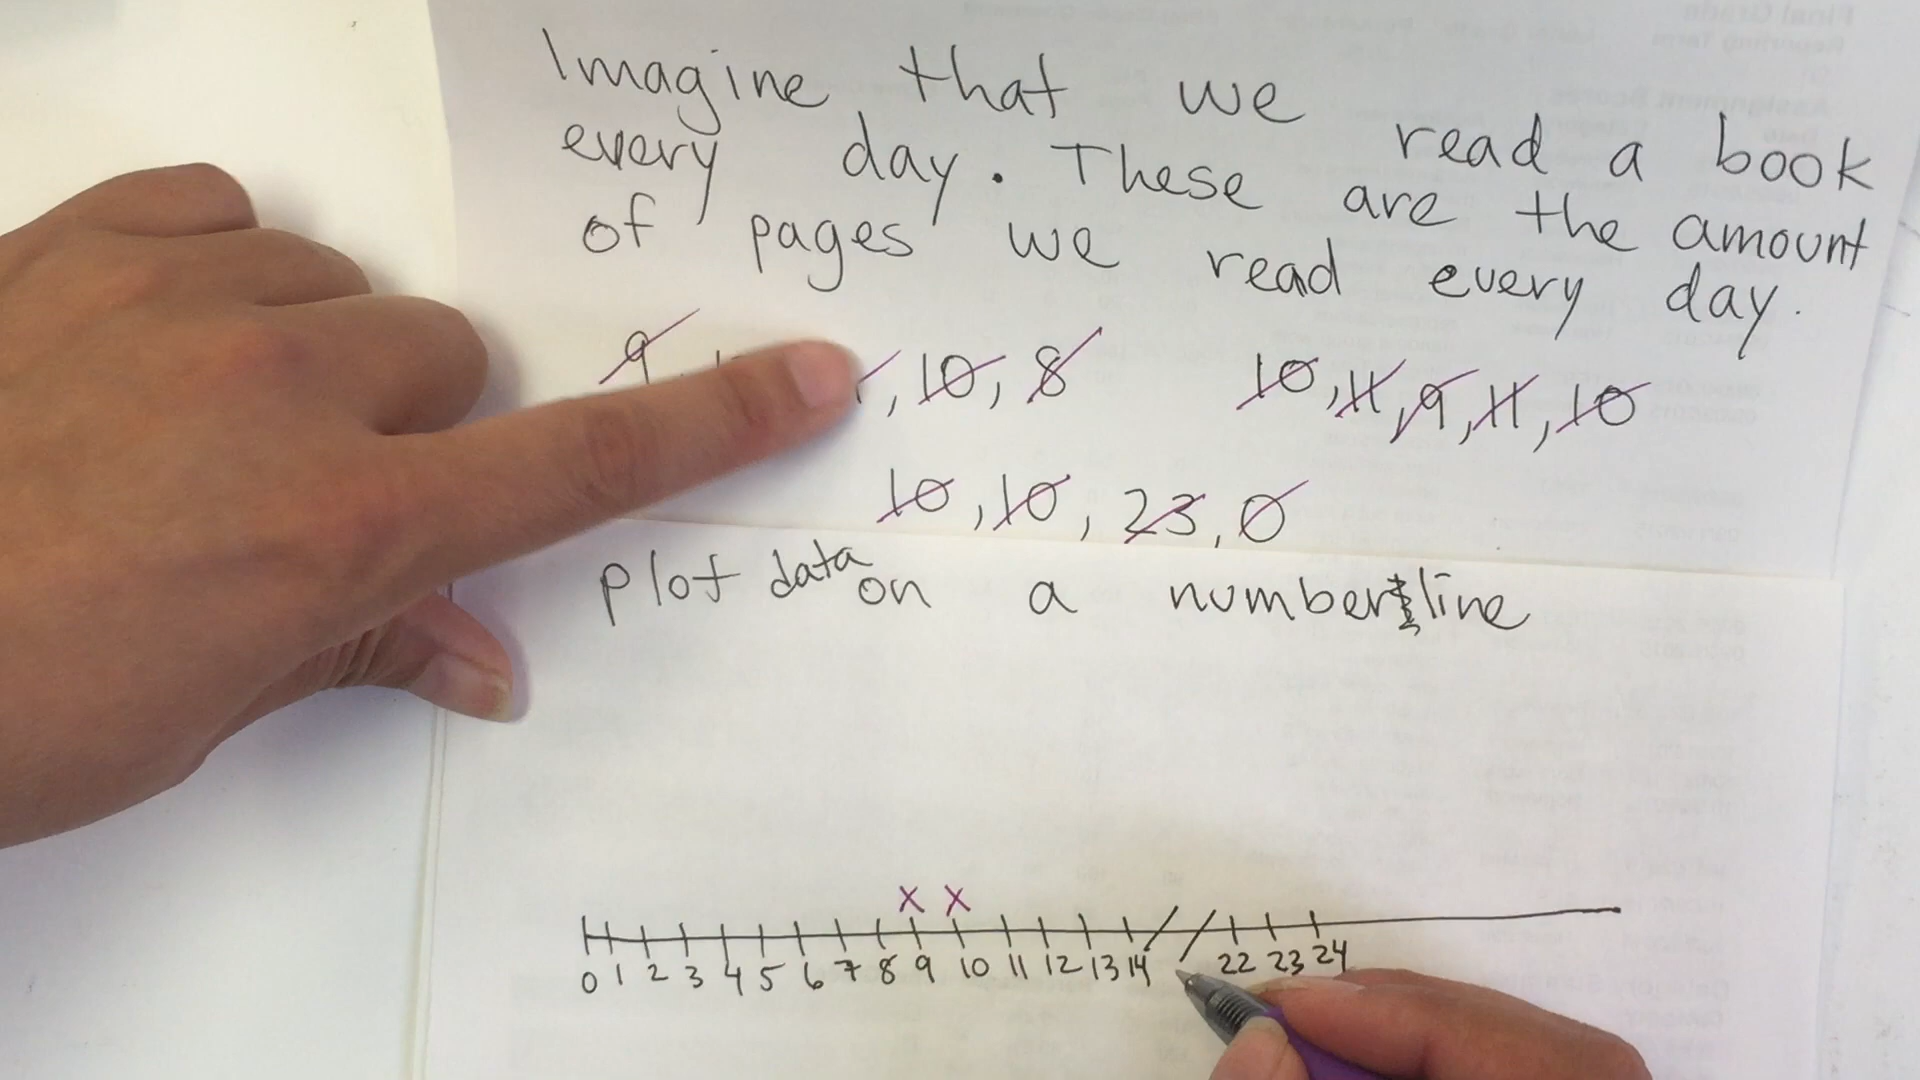 Imagine that we read a book
every day. These are the amount
of pages we read every day.
9, 10, 8 10, 11, 9, 11, 10
10, 10, 23, 0
plot data on a number line
0 1 2 3 4 5 6 7 8 9 10 11 12 13 14 22 23 24